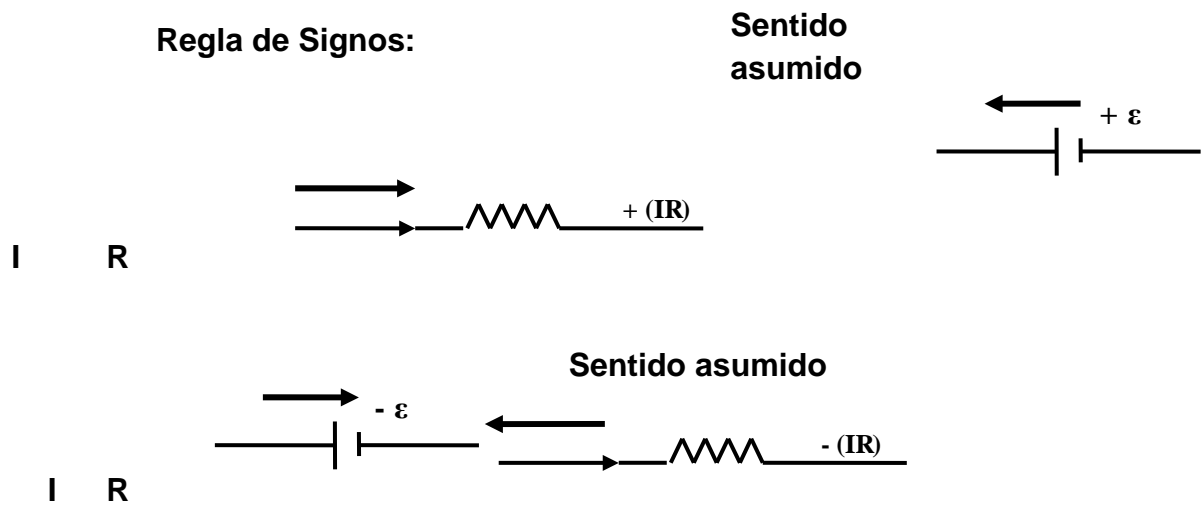 Regla de Signos:
Sentido
asumido
+ ε
+ (IR)
I R
Sentido asumido
- ε
- (IR)
I R